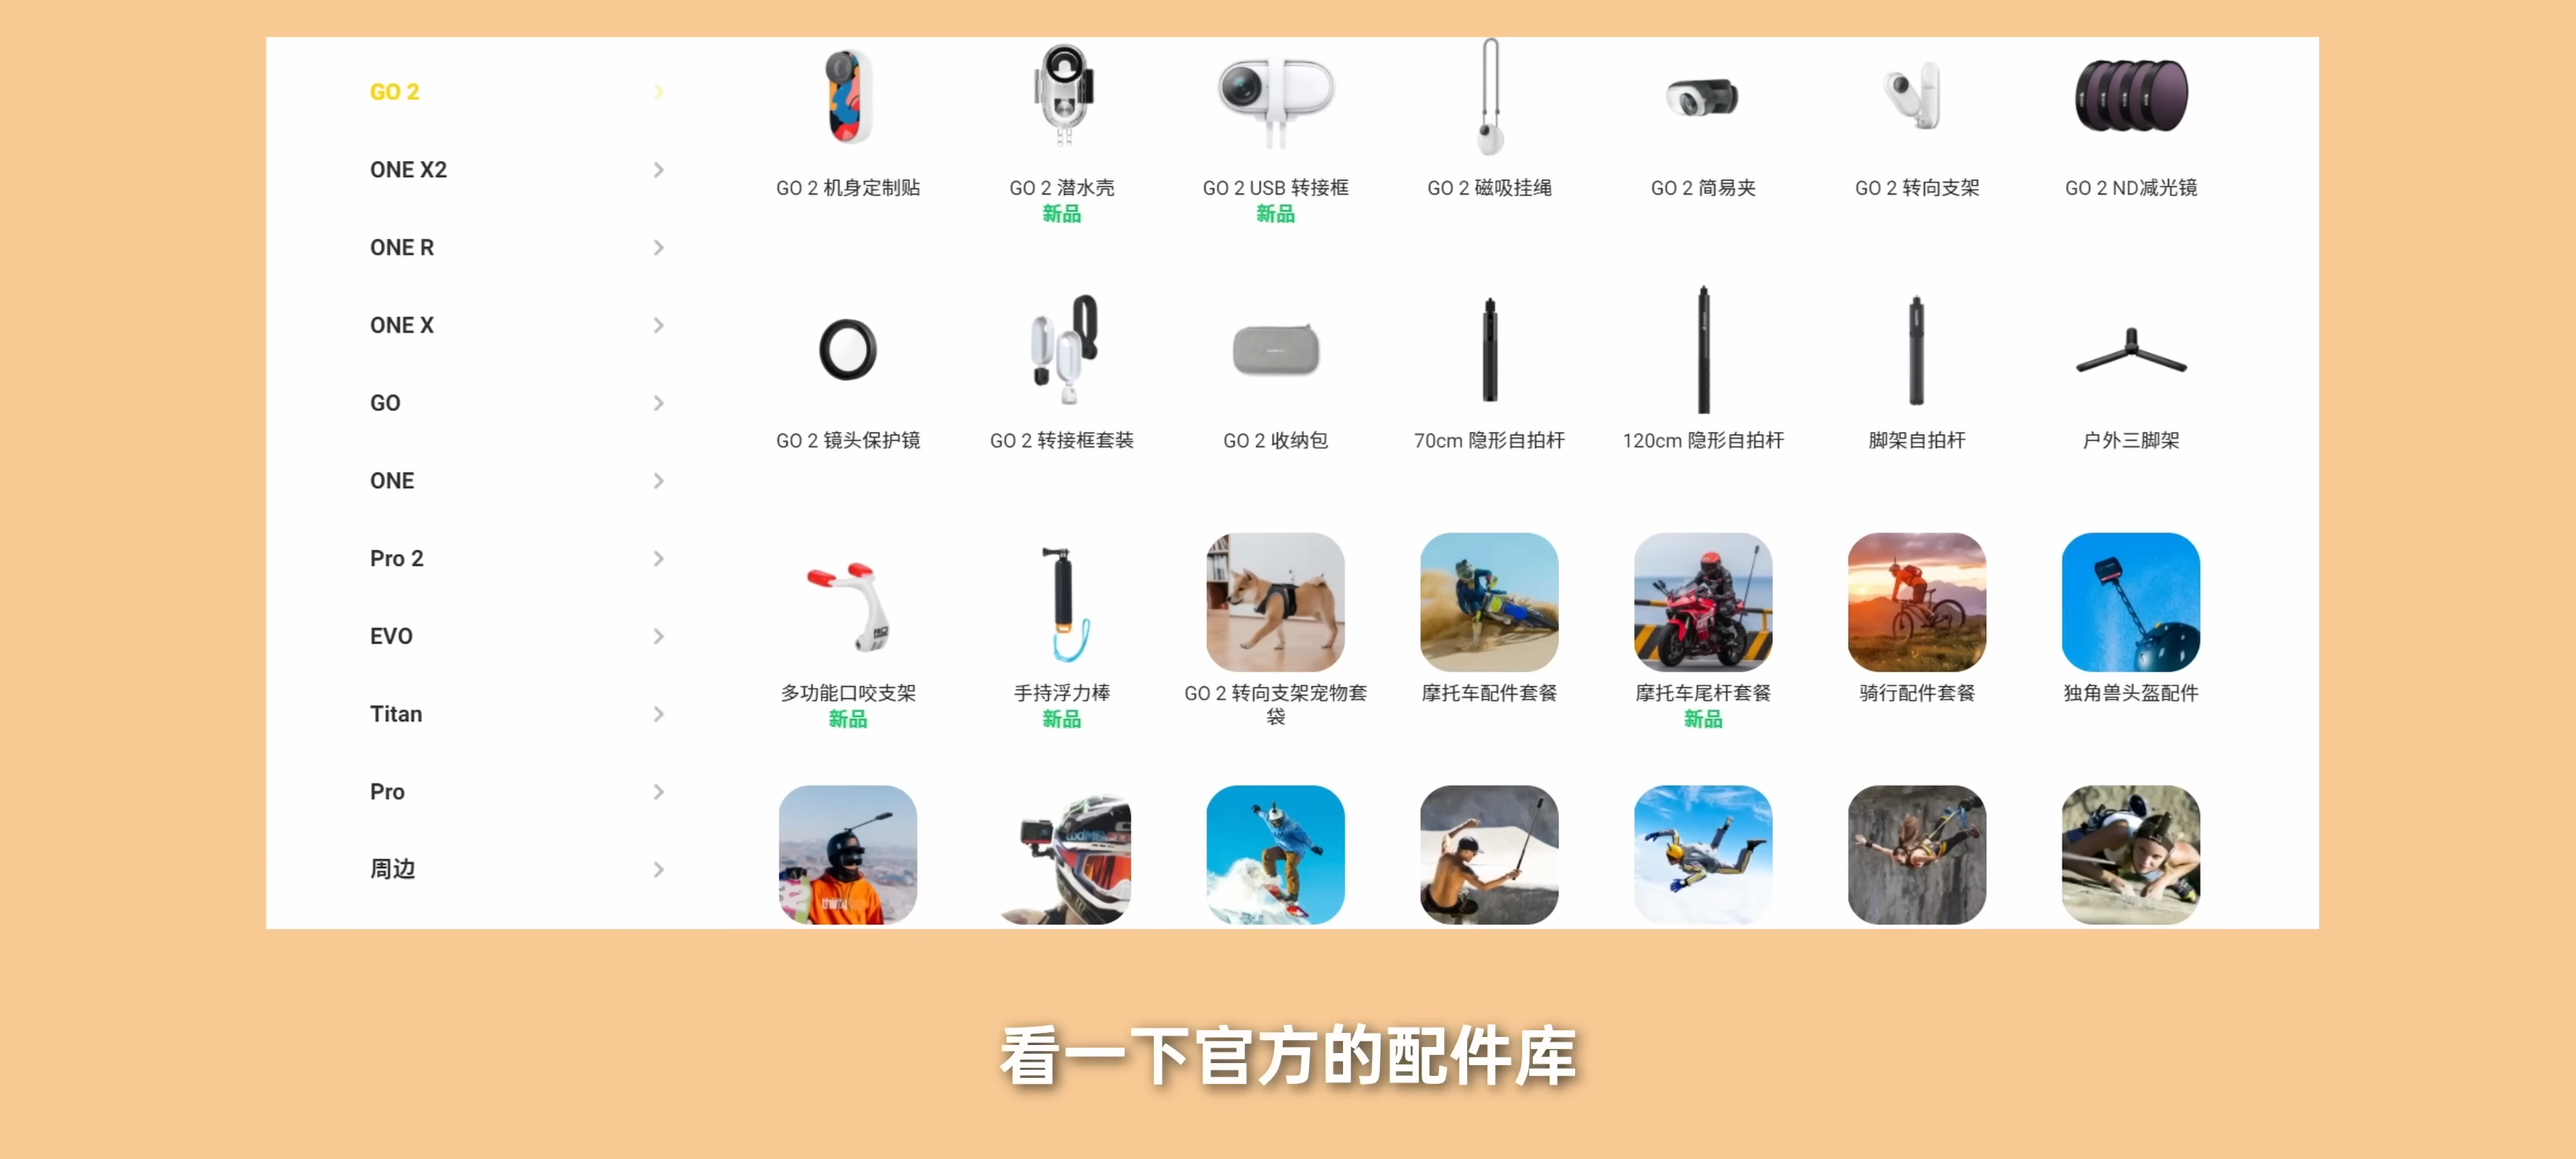 GO 2
ONE X2
ONE R
ONE X
GO
ONE
Pro 2
EVO
Titan
Pro
周边
GO 2 机身定制贴
GO 2 潜水壳
新品
GO 2 USB 转接框
新品
GO 2 磁吸挂绳
GO 2 简易夹
GO 2 转向支架
GO 2 ND减光镜
GO 2 镜头保护镜
GO 2 转接框套装
GO 2 收纳包
70cm 隐形自拍杆
120cm 隐形自拍杆
脚架自拍杆
户外三脚架
多功能口咬支架
新品
手持浮力棒
新品
GO 2 转向支架宠物套
袋
摩托车配件套餐
摩托车尾杆套餐
新品
骑行配件套餐
独角兽头盔配件
看一下官方的配件库